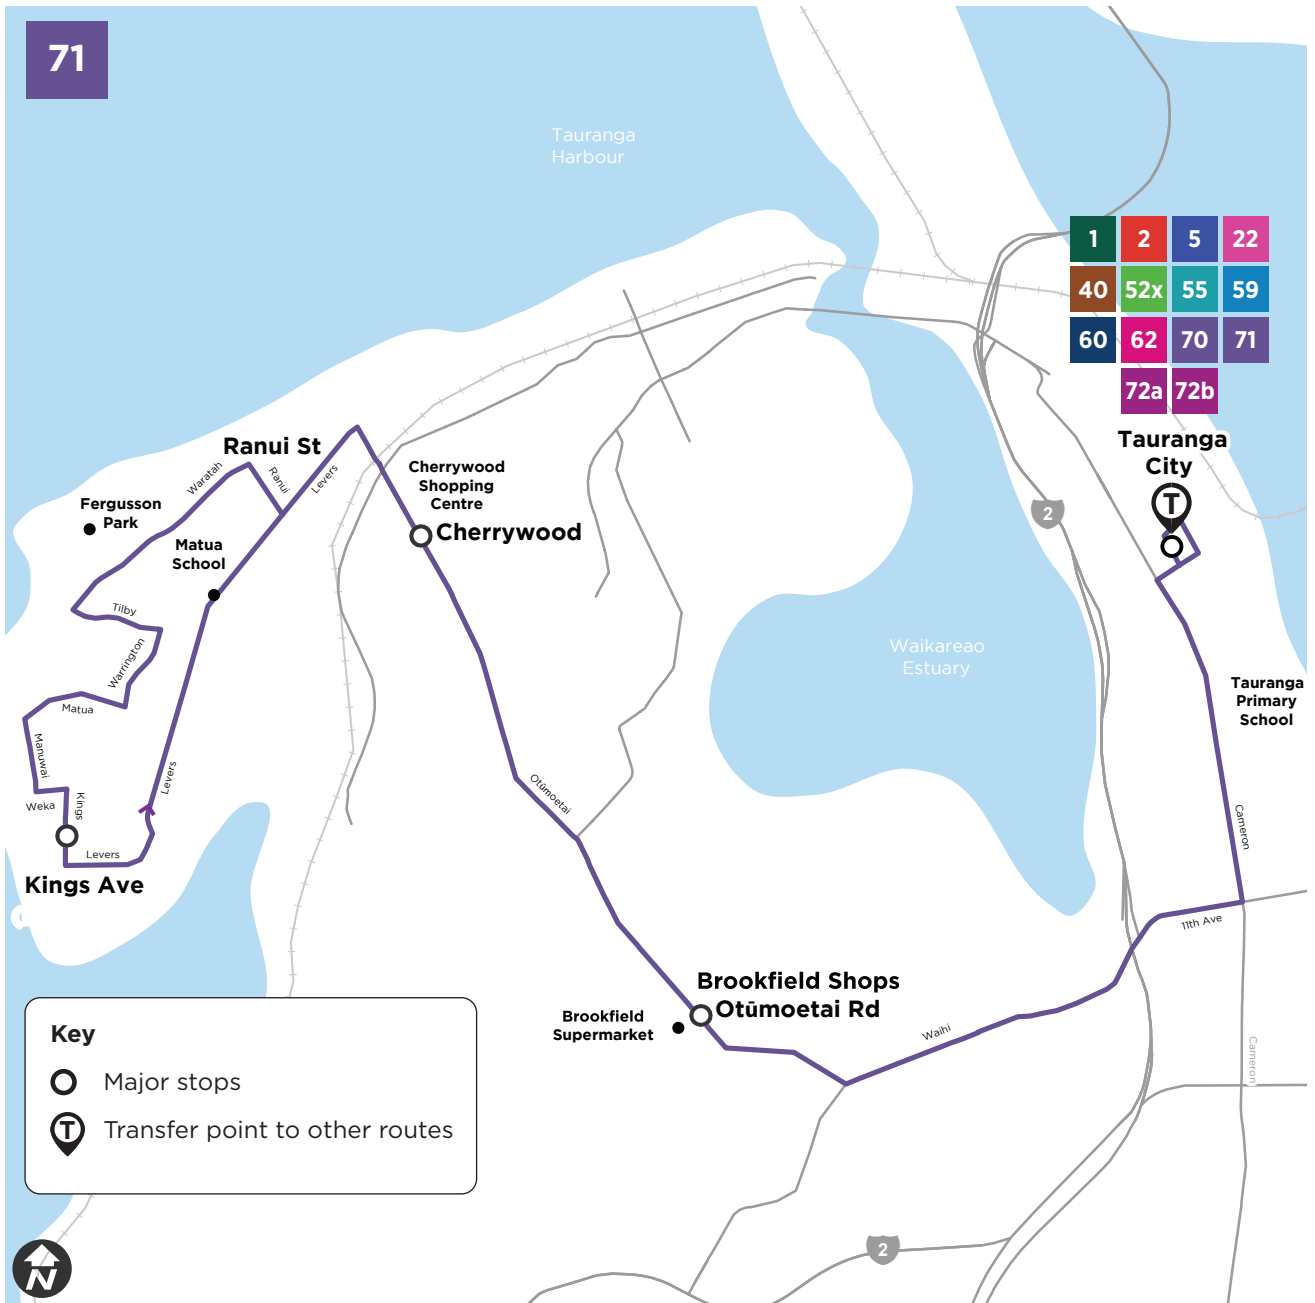 71
Tauranga
Harbour
1
2
5
22
40
52x
55
59
60
62
70
71
72a
72b
Tauranga
City
T
2
Ranui St
Waratah
Ranui
Levers
Fergusson
Park
Matua
School
Cherrywood
Shopping
Centre
Cherrywood
Tilby
Warrington
Matua
Manuwai
Weka
Kings
Levers
Levers
Kings Ave
Waikareao
Estuary
Tauranga
Primary
School
Otūmoetai
Cameron
11th Ave
Brookfield Shops
Otūmoetai Rd
Brookfield
Supermarket
Waihi
Cameron
2
Key
Major stops
T
Transfer point to other routes
N